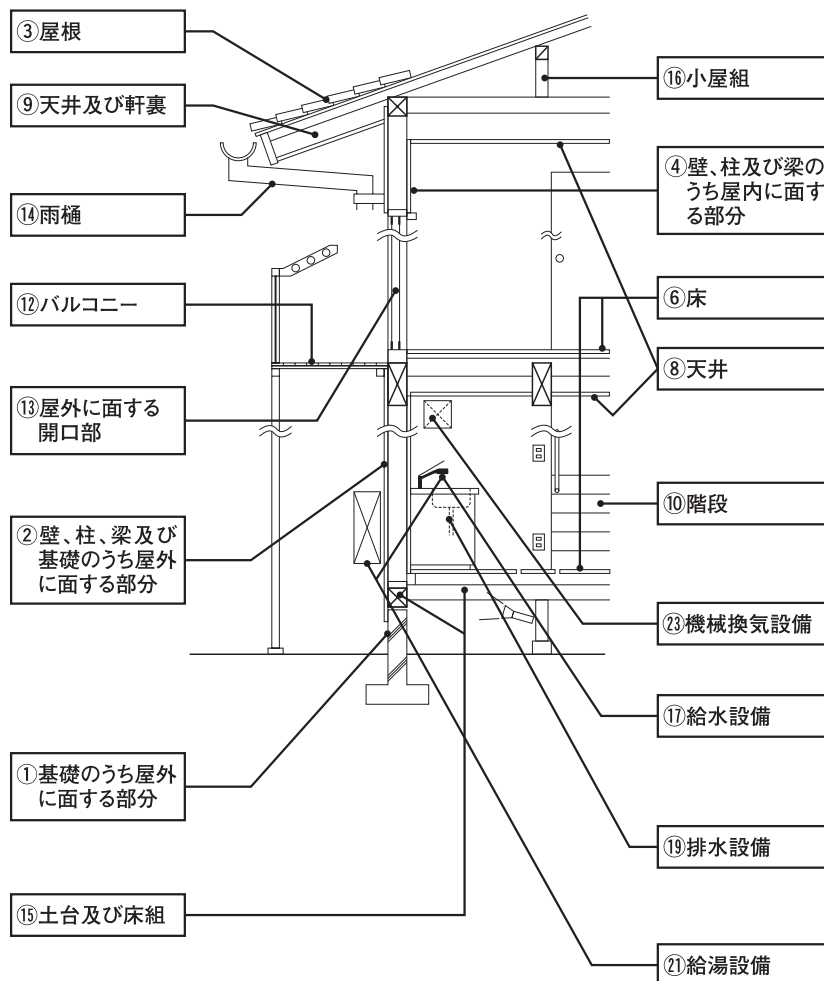 ③屋根
⑨天井及び軒裏
⑭雨樋
⑫バルコニー
⑬屋外に面する
開口部
②壁、柱、梁及び
基礎のうち屋外
に面する部分
①基礎のうち屋外
に面する部分
⑮土台及び床組
⑯小屋組
④壁、柱及び梁の
うち屋内に面す
る部分
⑥床
⑧天井
⑩階段
㉓機械換気設備
⑰給水設備
⑲排水設備
㉑給湯設備